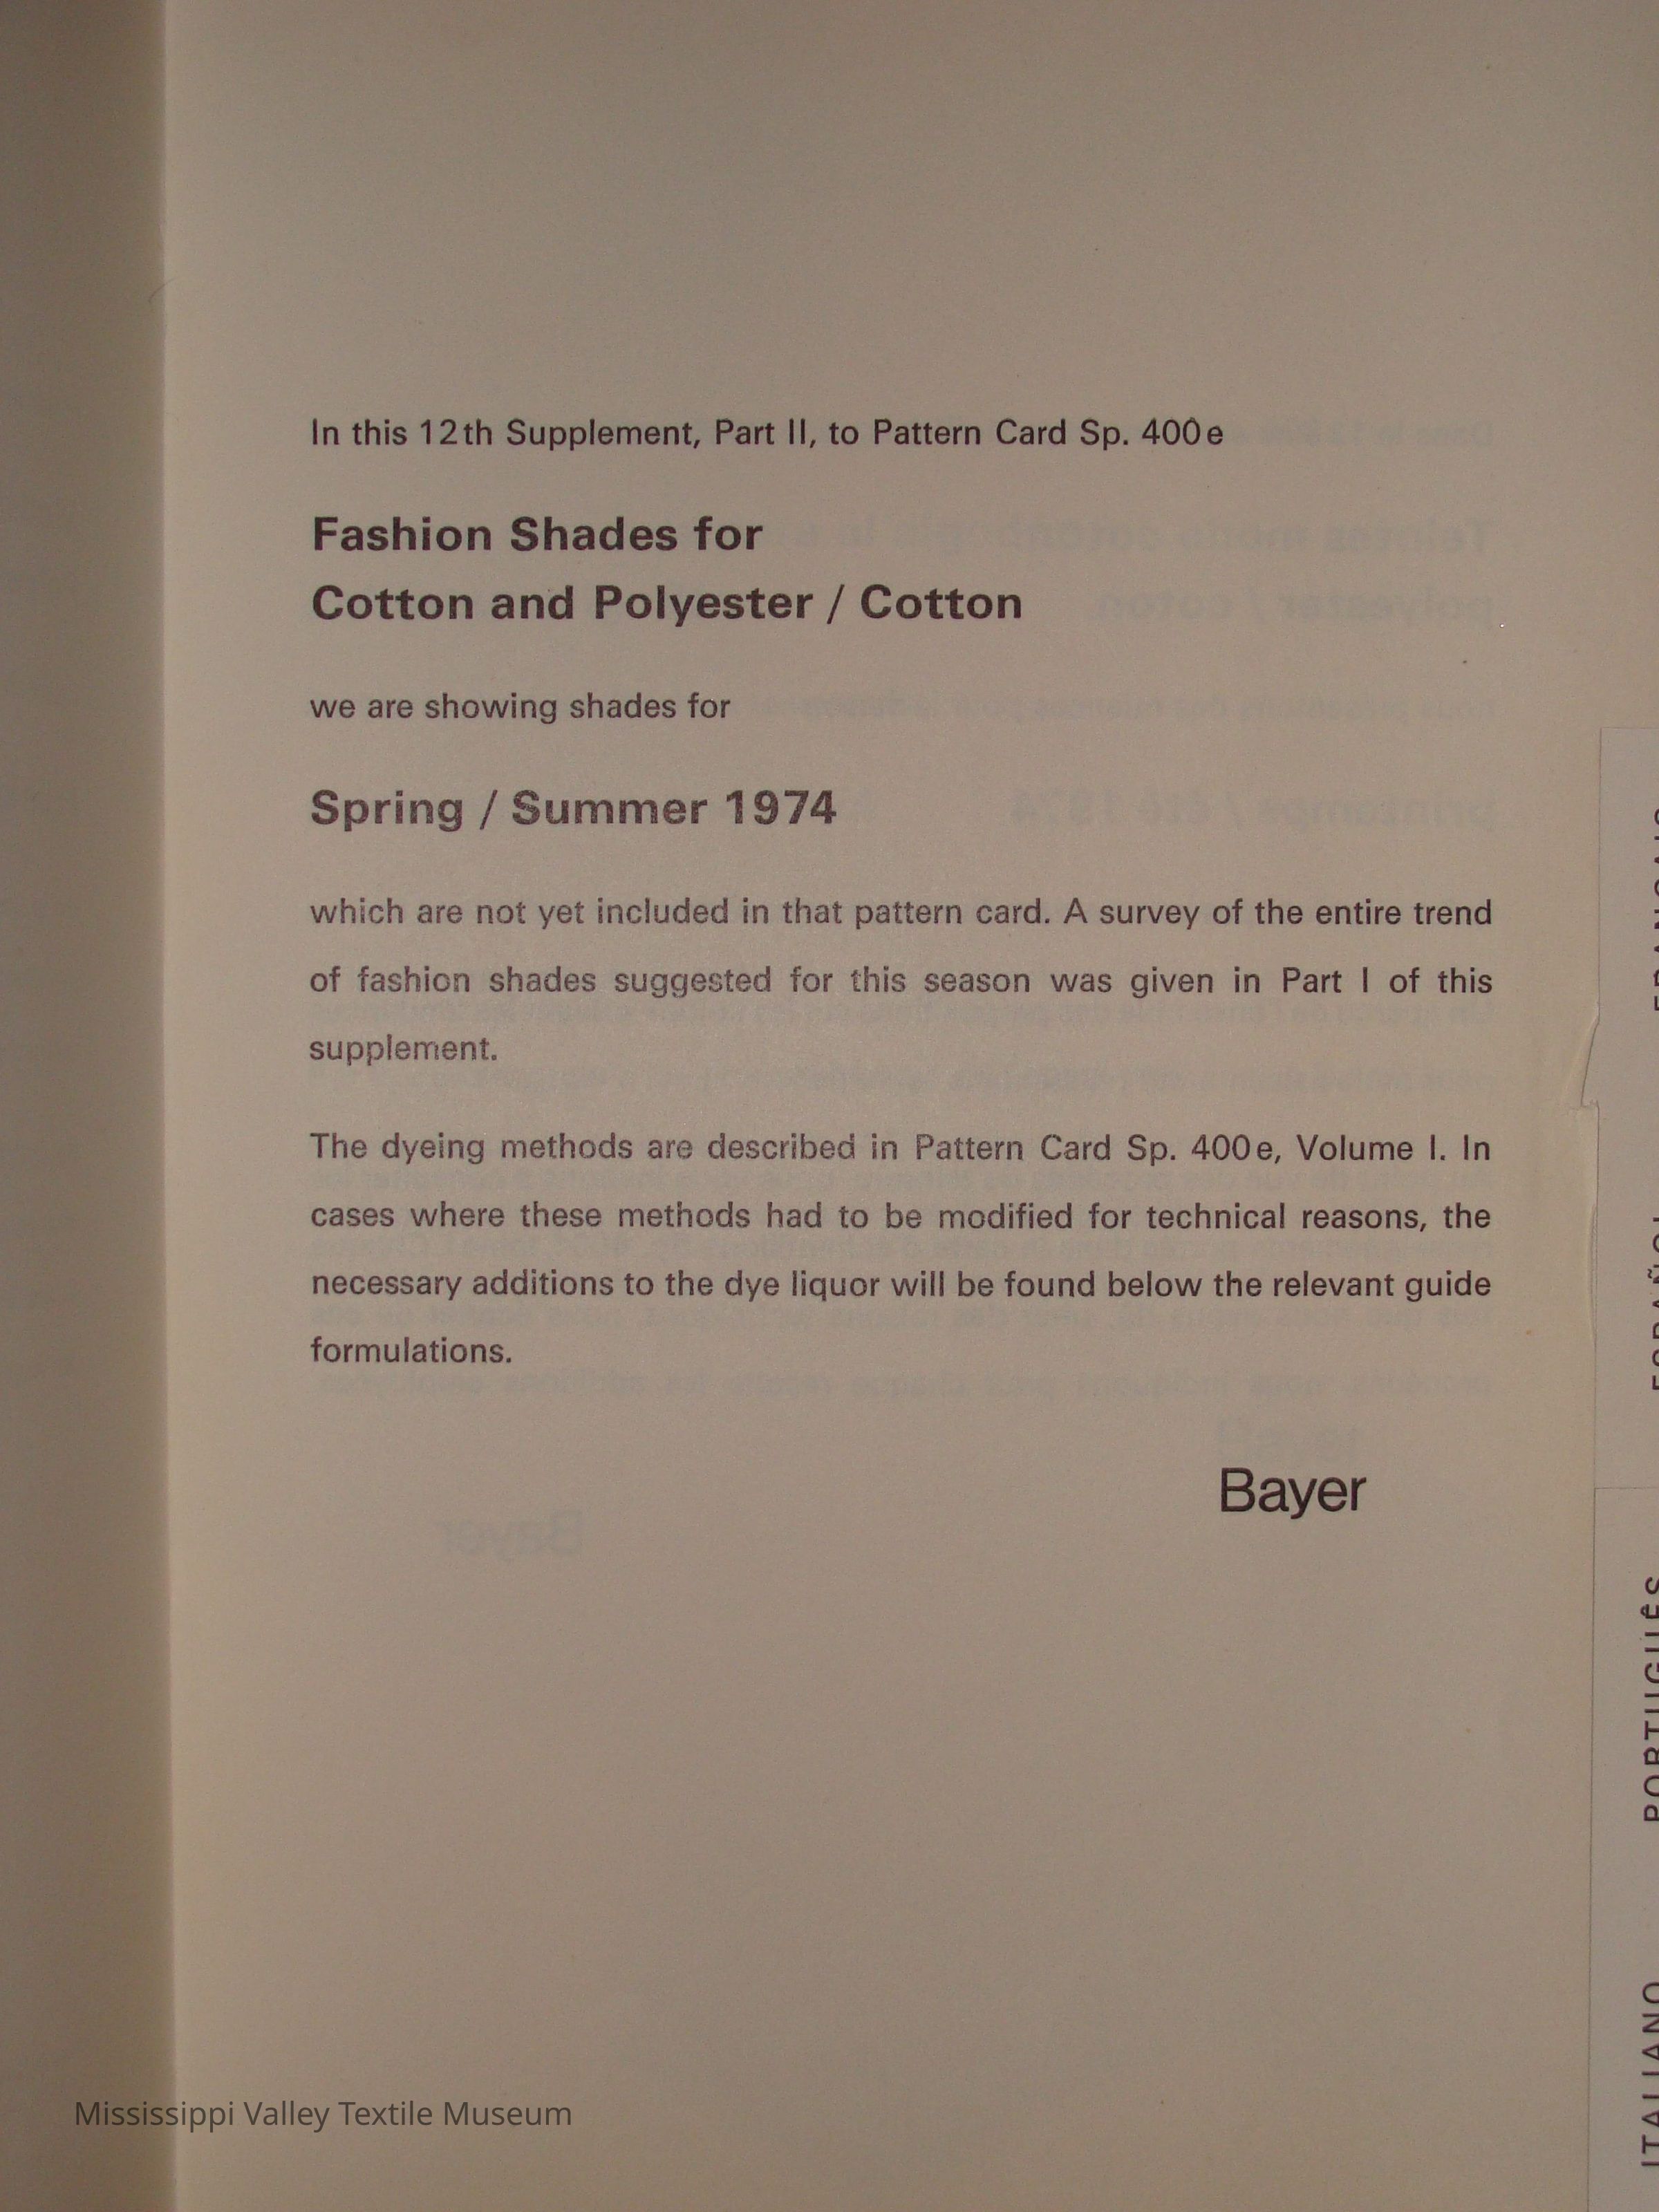 In this 12th Supplement, Part II, to Pattern Card Sp. 400e
Fashion Shades for
Cotton and Polyester / Cotton
we are showing shades for
Spring / Summer 1974
which are not yet included in that pattern card. A survey of the entire trend
of fashion shades suggested for this season was given in Part I of this
supplement.
The dyeing methods are described in Pattern Card Sp. 400e, Volume I. In
cases where these methods had to be modified for technical reasons, the
necessary additions to the dye liquor will be found below the relevant guide
formulations.
Bayer
PORTUGUÊS
ITALIANO
Mississippi Valley Textile Museum